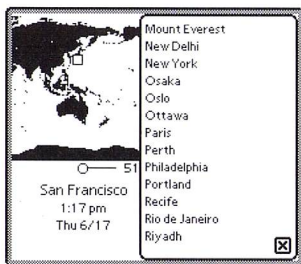 Mount Everest
New Delhi
New York
Osaka
Oslo
Ottawa
Paris
Perth
Philadelphia
Portland
Recife
Rio de Janeiro
Riyadh
51
San Francisco
1:17 pm
Thu 6/17